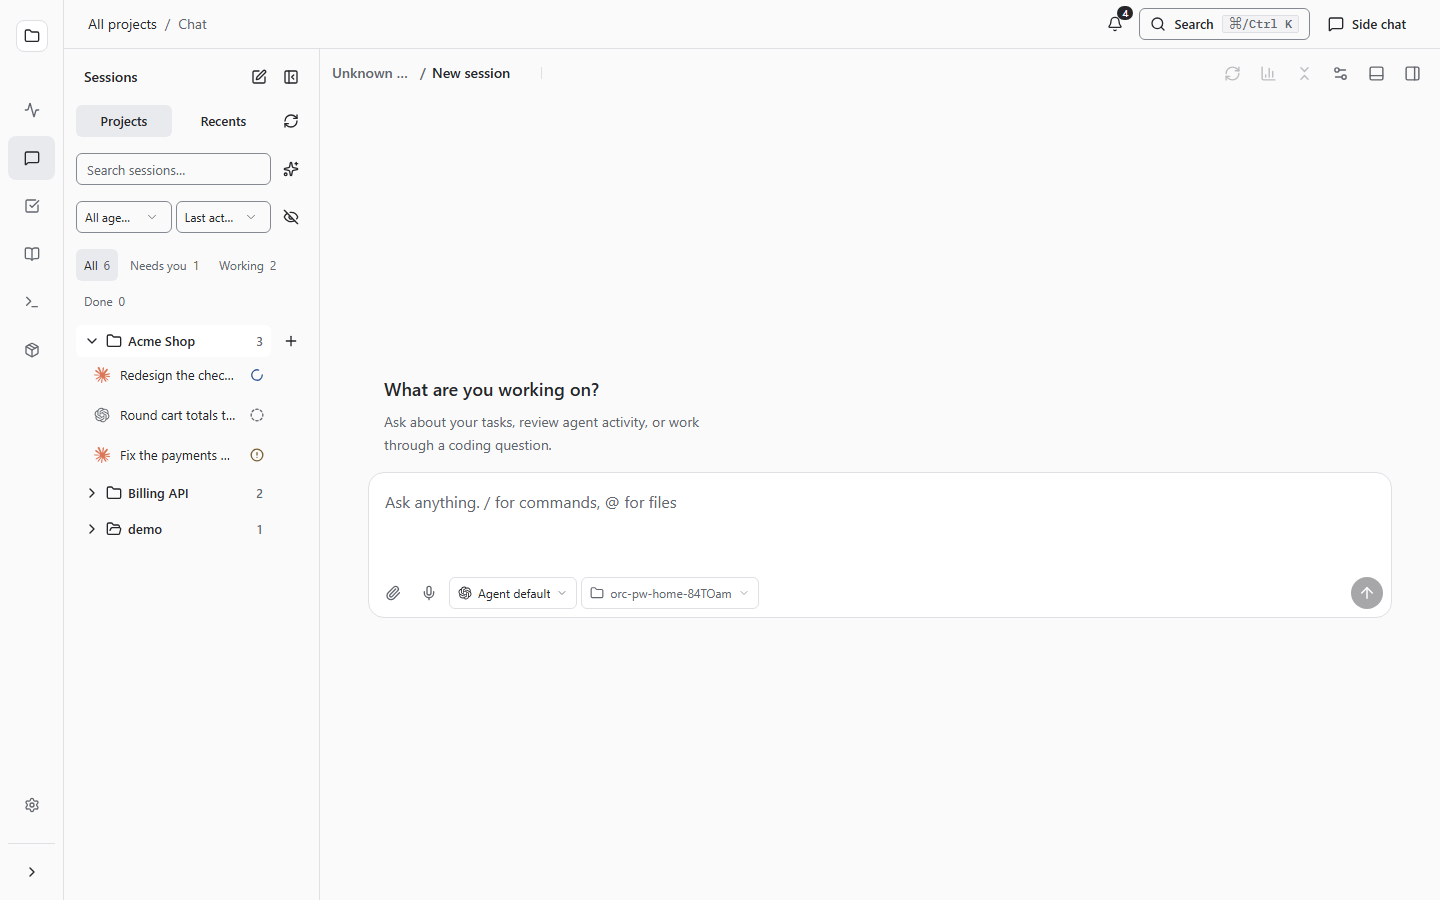 All projects / Chat
4
Search ⌘/Ctrl K
Side chat
Sessions
Projects
Recents
Search sessions...
All age...
Last act...
All 6
Needs you 1
Working 2
Done 0
Acme Shop 3
Redesign the chec...
Round cart totals t...
Fix the payments ...
Billing API 2
demo 1
Unknown ... / New session
What are you working on?
Ask about your tasks, review agent activity, or work
through a coding question.
Ask anything. / for commands, @ for files
Agent default
orc-pw-home-84TOam